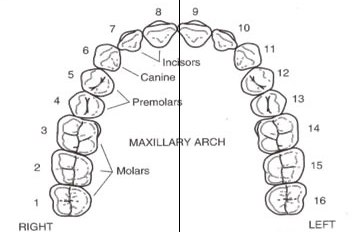 8 9
7 10
6 Incisors 11
Canine
5 12
Premolars
4 13
3 MAXILLARY ARCH 14
2 Molars 15
1 16
RIGHT LEFT